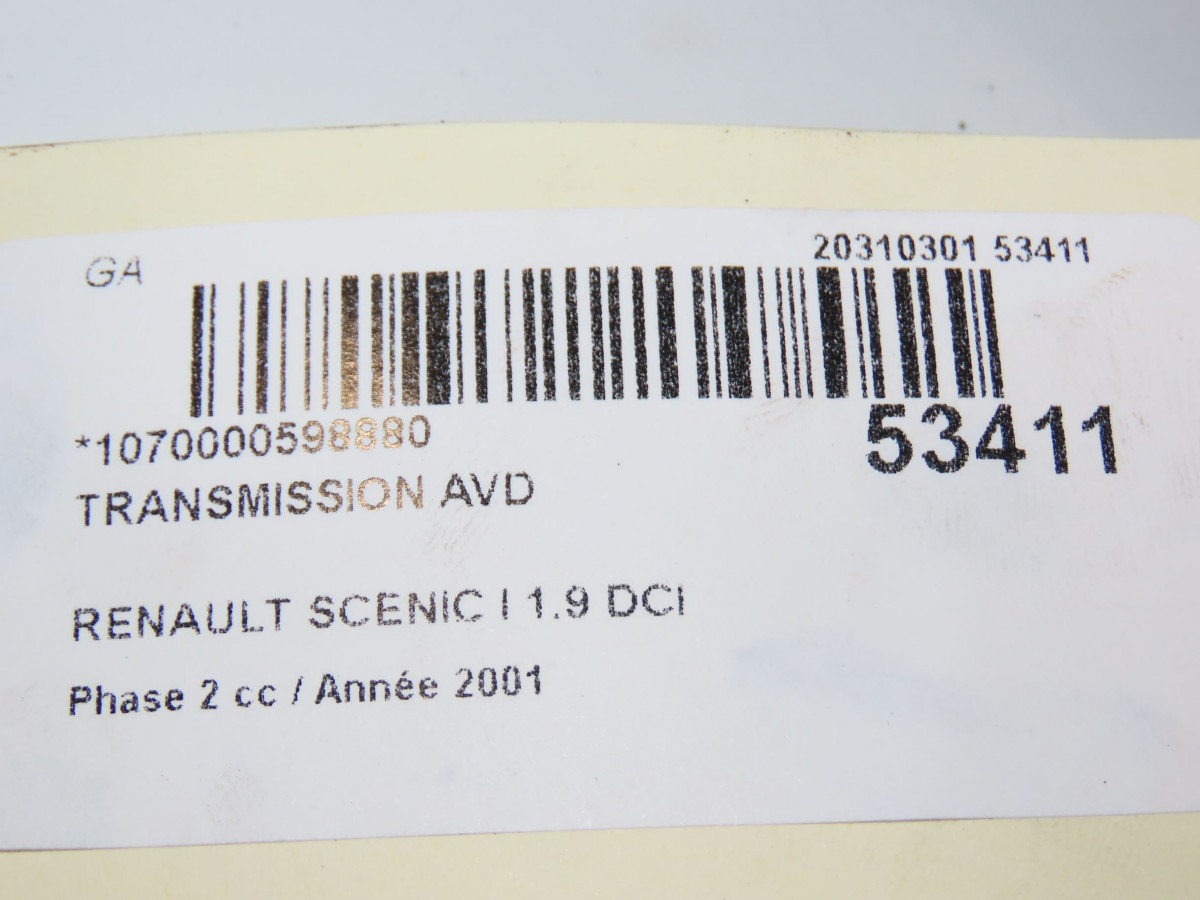 GA
20310301 53411
*1070000598880
53411
TRANSMISSION AVD
RENAULT SCENIC I 1.9 DCI
Phase 2 cc / Année 2001